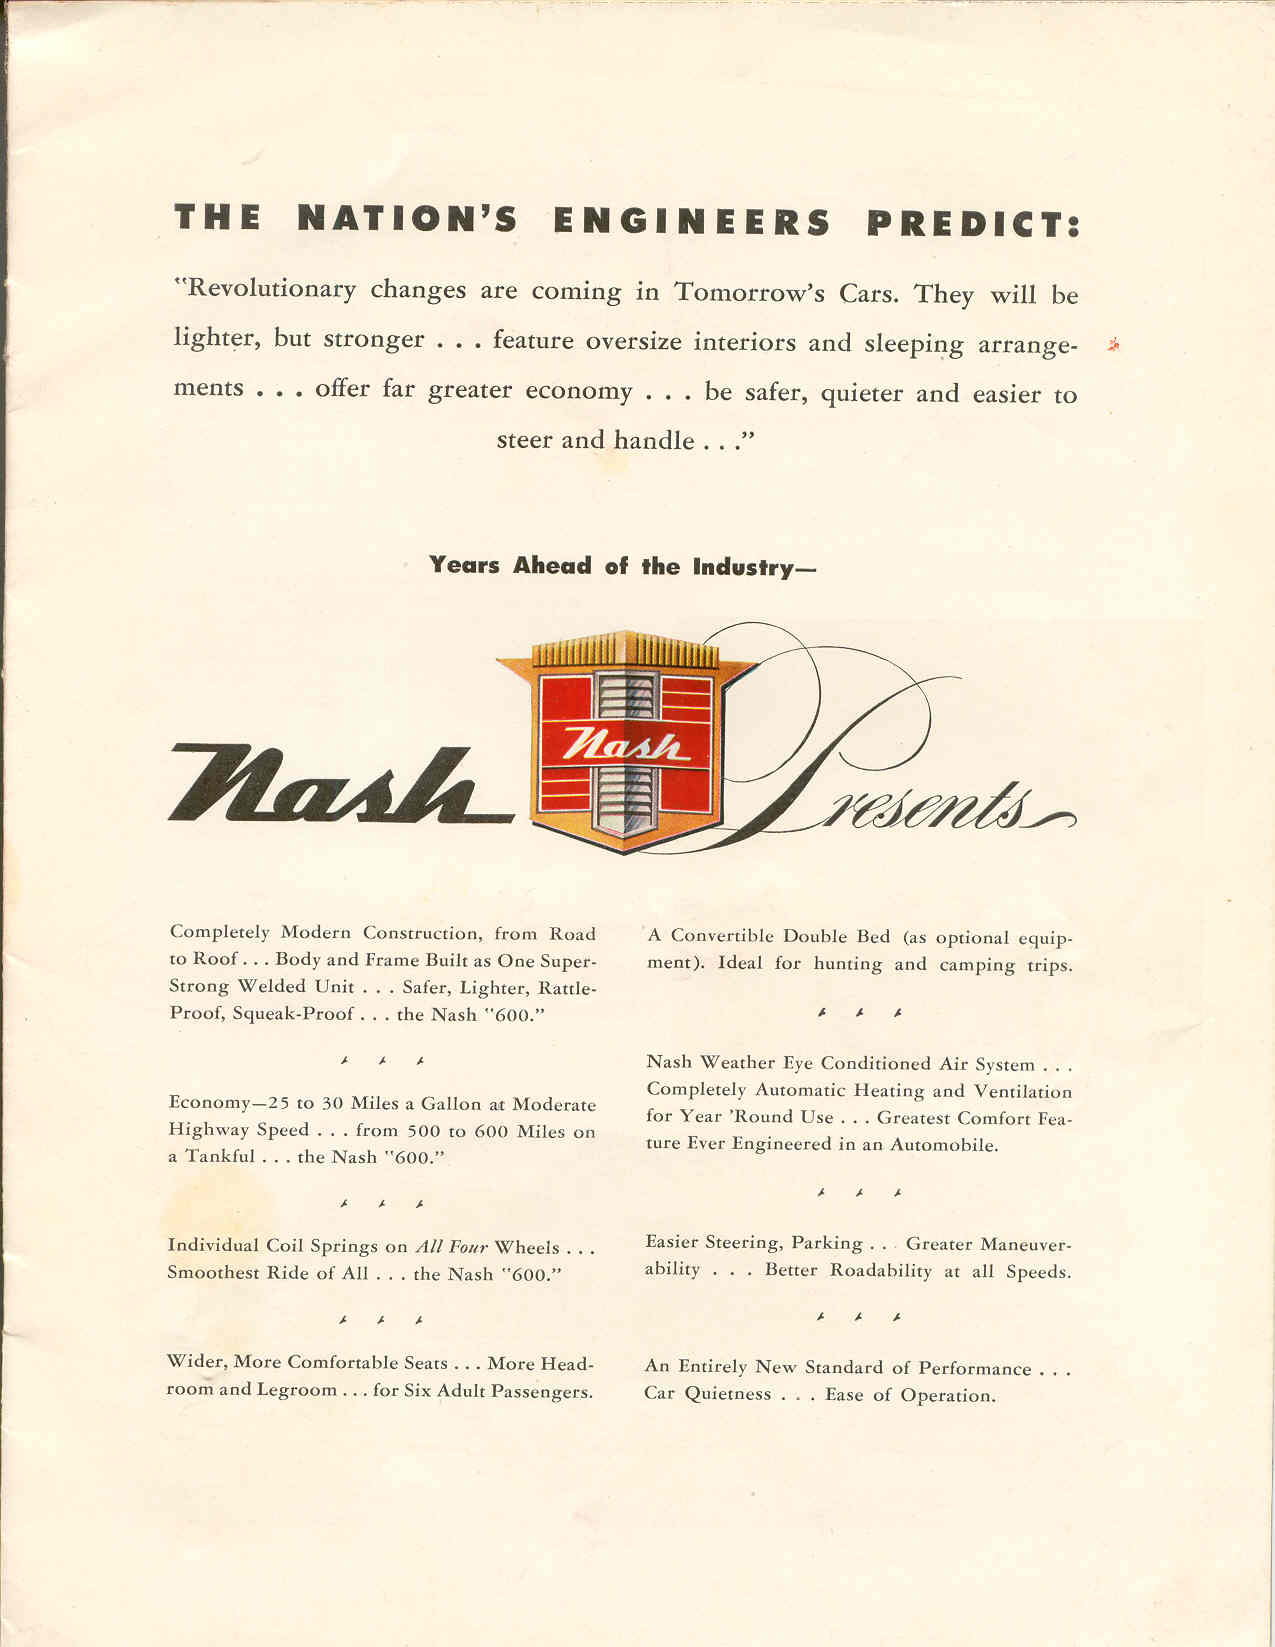 THE NATION'S ENGINEERS PREDICT:
"Revolutionary changes are coming in Tomorrow's Cars. They will be
lighter, but stronger . . . feature oversize interiors and sleeping arrange-
ments . . . offer far greater economy . . . be safer, quieter and easier to
steer and handle . . ."
Years Ahead of the Industry—
Nash
Nash
Presents
Completely Modern Construction, from Road
to Roof . . . Body and Frame Built as One Super-
Strong Welded Unit . . . Safer, Lighter, Rattle-
Proof, Squeak-Proof . . . the Nash "600."
Economy—25 to 30 Miles a Gallon at Moderate
Highway Speed . . . from 500 to 600 Miles on
a Tankful . . . the Nash "600."
Individual Coil Springs on All Four Wheels . . .
Smoothest Ride of All . . . the Nash "600."
Wider, More Comfortable Seats . . . More Head-
room and Legroom . . . for Six Adult Passengers.
A Convertible Double Bed (as optional equip-
ment). Ideal for hunting and camping trips.
Nash Weather Eye Conditioned Air System . . .
Completely Automatic Heating and Ventilation
for Year 'Round Use . . . Greatest Comfort Fea-
ture Ever Engineered in an Automobile.
Easier Steering, Parking . . . Greater Maneuver-
ability . . . Better Roadability at all Speeds.
An Entirely New Standard of Performance . . .
Car Quietness . . . Ease of Operation.